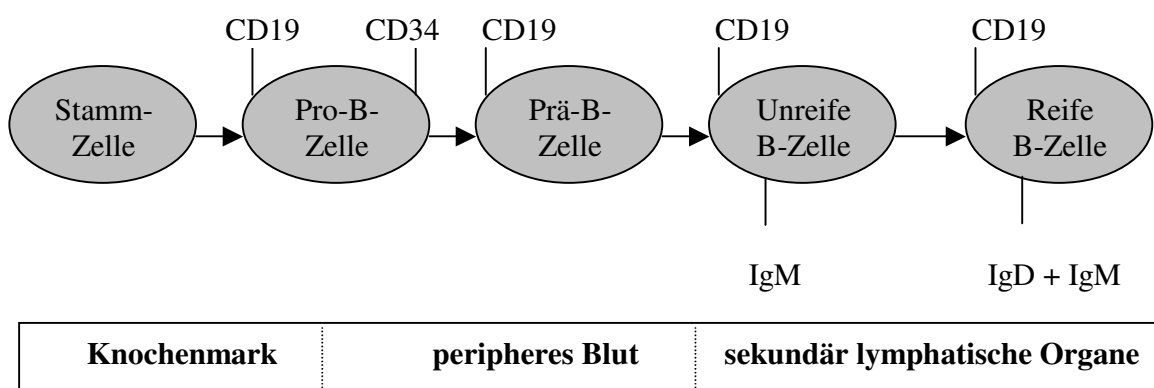 CD19 CD34 CD19 CD19 CD19
Stamm-
Zelle
Pro-B-
Zelle
Prä-B-
Zelle
Unreife
B-Zelle
Reife
B-Zelle
IgM IgD + IgM
Knochenmark peripheres Blut sekundär lymphatische Organe